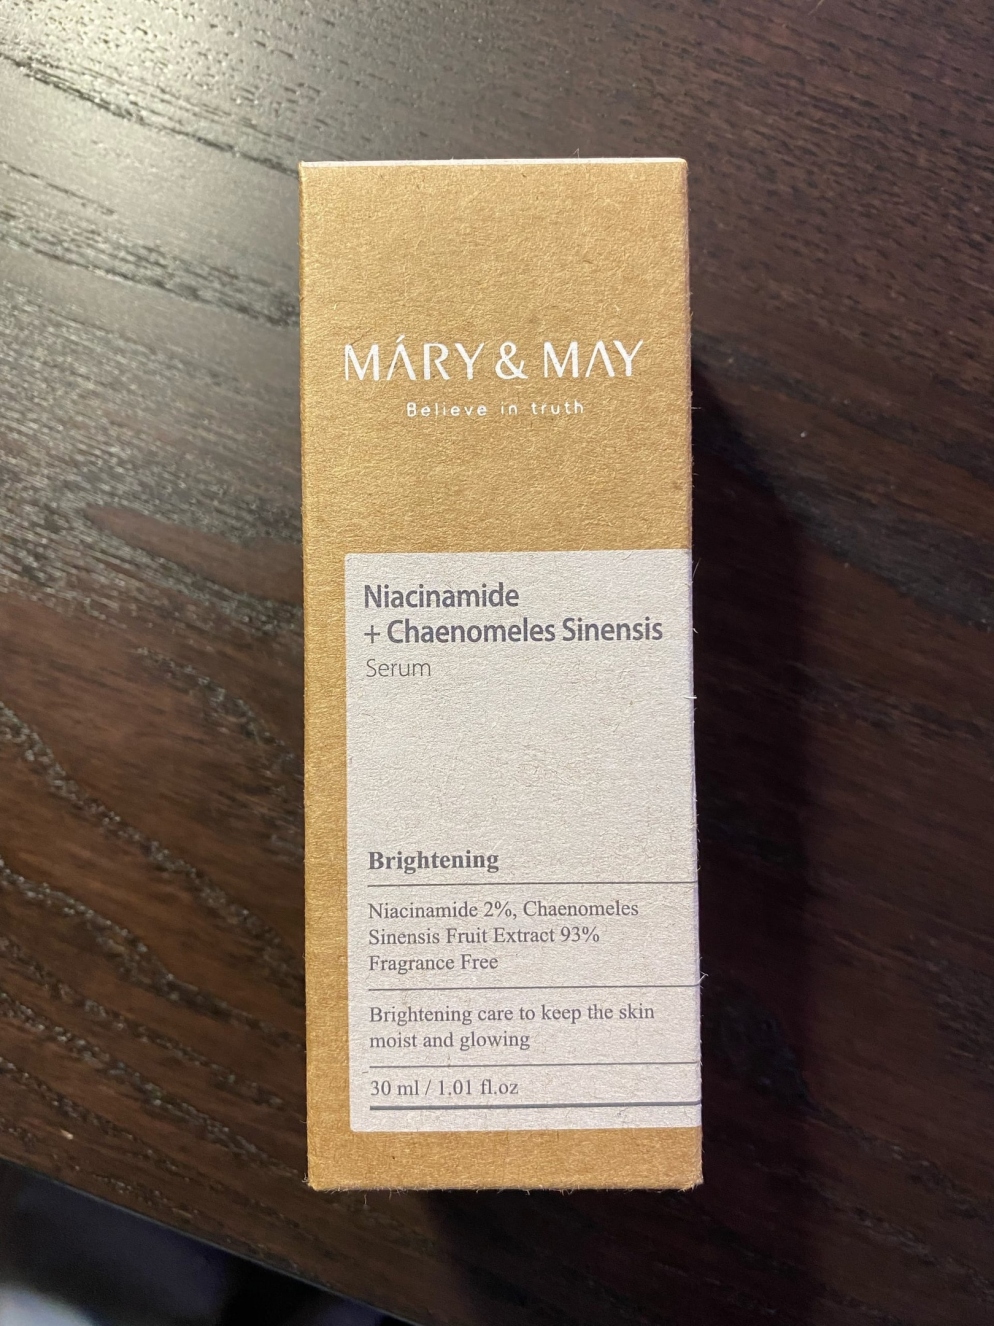 MÁRY & MAY
Believe in truth
Niacinamide
+ Chaenomeles Sinensis
Serum
Brightening
Niacinamide 2%, Chaenomeles
Sinensis Fruit Extract 93%
Fragrance Free
Brightening care to keep the skin
moist and glowing
30 ml / 1.01 fl.oz